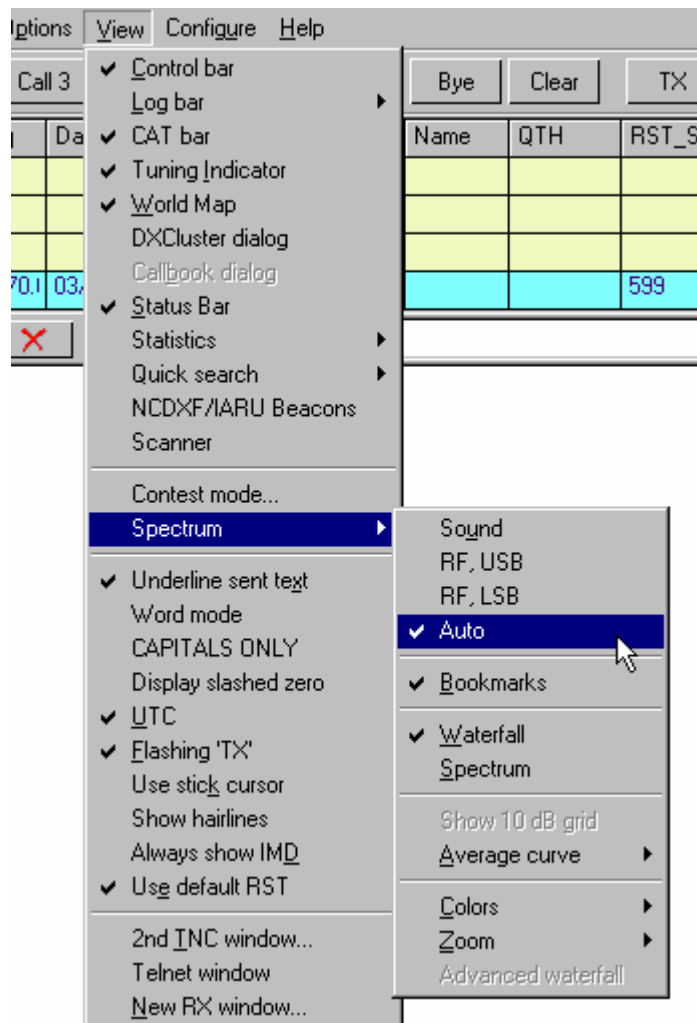 Options View Configure Help
Call 3 Bye Clear TX
Da Name QTH RST_S
70. 03/ 599
Control bar
Log bar
CAT bar
Tuning Indicator
World Map
DXCluster dialog
Callbook dialog
Status Bar
Statistics
Quick search
NCDXF/IARU Beacons
Scanner
Contest mode...
Spectrum
Underline sent text
Word mode
CAPITALS ONLY
Display slashed zero
UTC
Flashing 'TX'
Use stick cursor
Show hairlines
Always show IMD
Use default RST
2nd TNC window...
Telnet window
New RX window...
Sound
RF, USB
RF, LSB
Auto
Bookmarks
Waterfall
Spectrum
Show 10 dB grid
Average curve
Colors
Zoom
Advanced waterfall